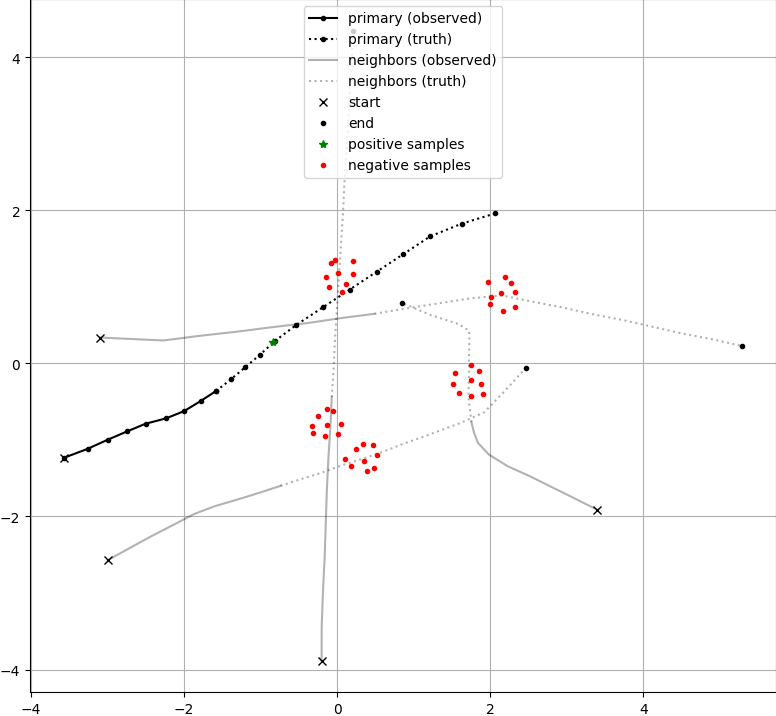 primary (observed)
primary (truth)
neighbors (observed)
neighbors (truth)
start
end
positive samples
negative samples
4
2
0
−2
−4
−4 −2 0 2 4